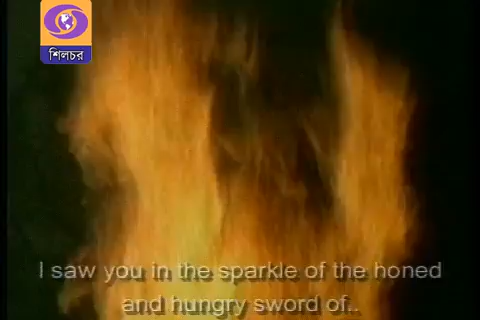 শিলচর
I saw you in the sparkle of the honed
and hungry sword of..